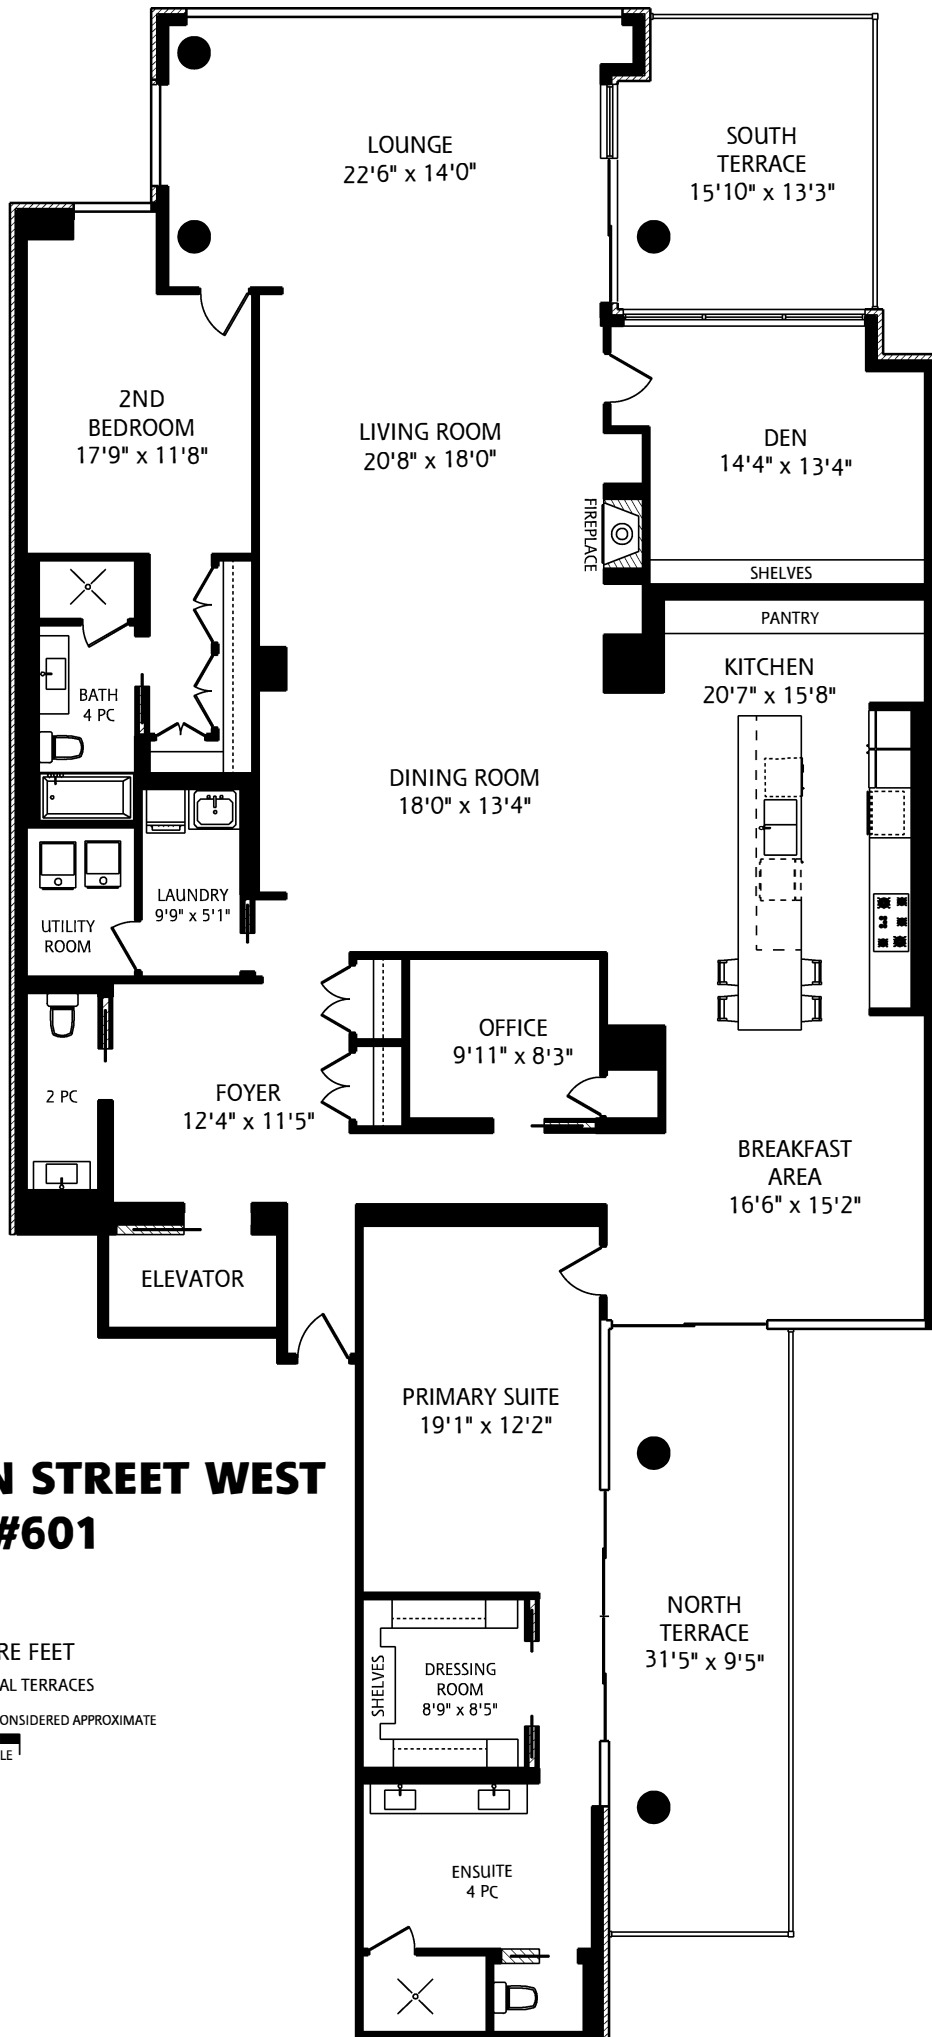 LOUNGE
22'6" x 14'0"
SOUTH
TERRACE
15'10" x 13'3"
2ND
BEDROOM
17'9" x 11'8"
LIVING ROOM
20'8" x 18'0"
DEN
14'4" x 13'4"
FIREPLACE
SHELVES
PANTRY
KITCHEN
20'7" x 15'8"
BATH
4 PC
DINING ROOM
18'0" x 13'4"
LAUNDRY
9'9" x 5'1"
UTILITY
ROOM
OFFICE
9'11" x 8'3"
2 PC
FOYER
12'4" x 11'5"
BREAKFAST
AREA
16'6" x 15'2"
ELEVATOR
PRIMARY SUITE
19'1" x 12'2"
N STREET WEST
#601
NORTH
TERRACE
31'5" x 9'5"
RE FEET
AL TERRACES
ONSIDERED APPROXIMATE
LE
SHELVES
DRESSING
ROOM
8'9" x 8'5"
ENSUITE
4 PC